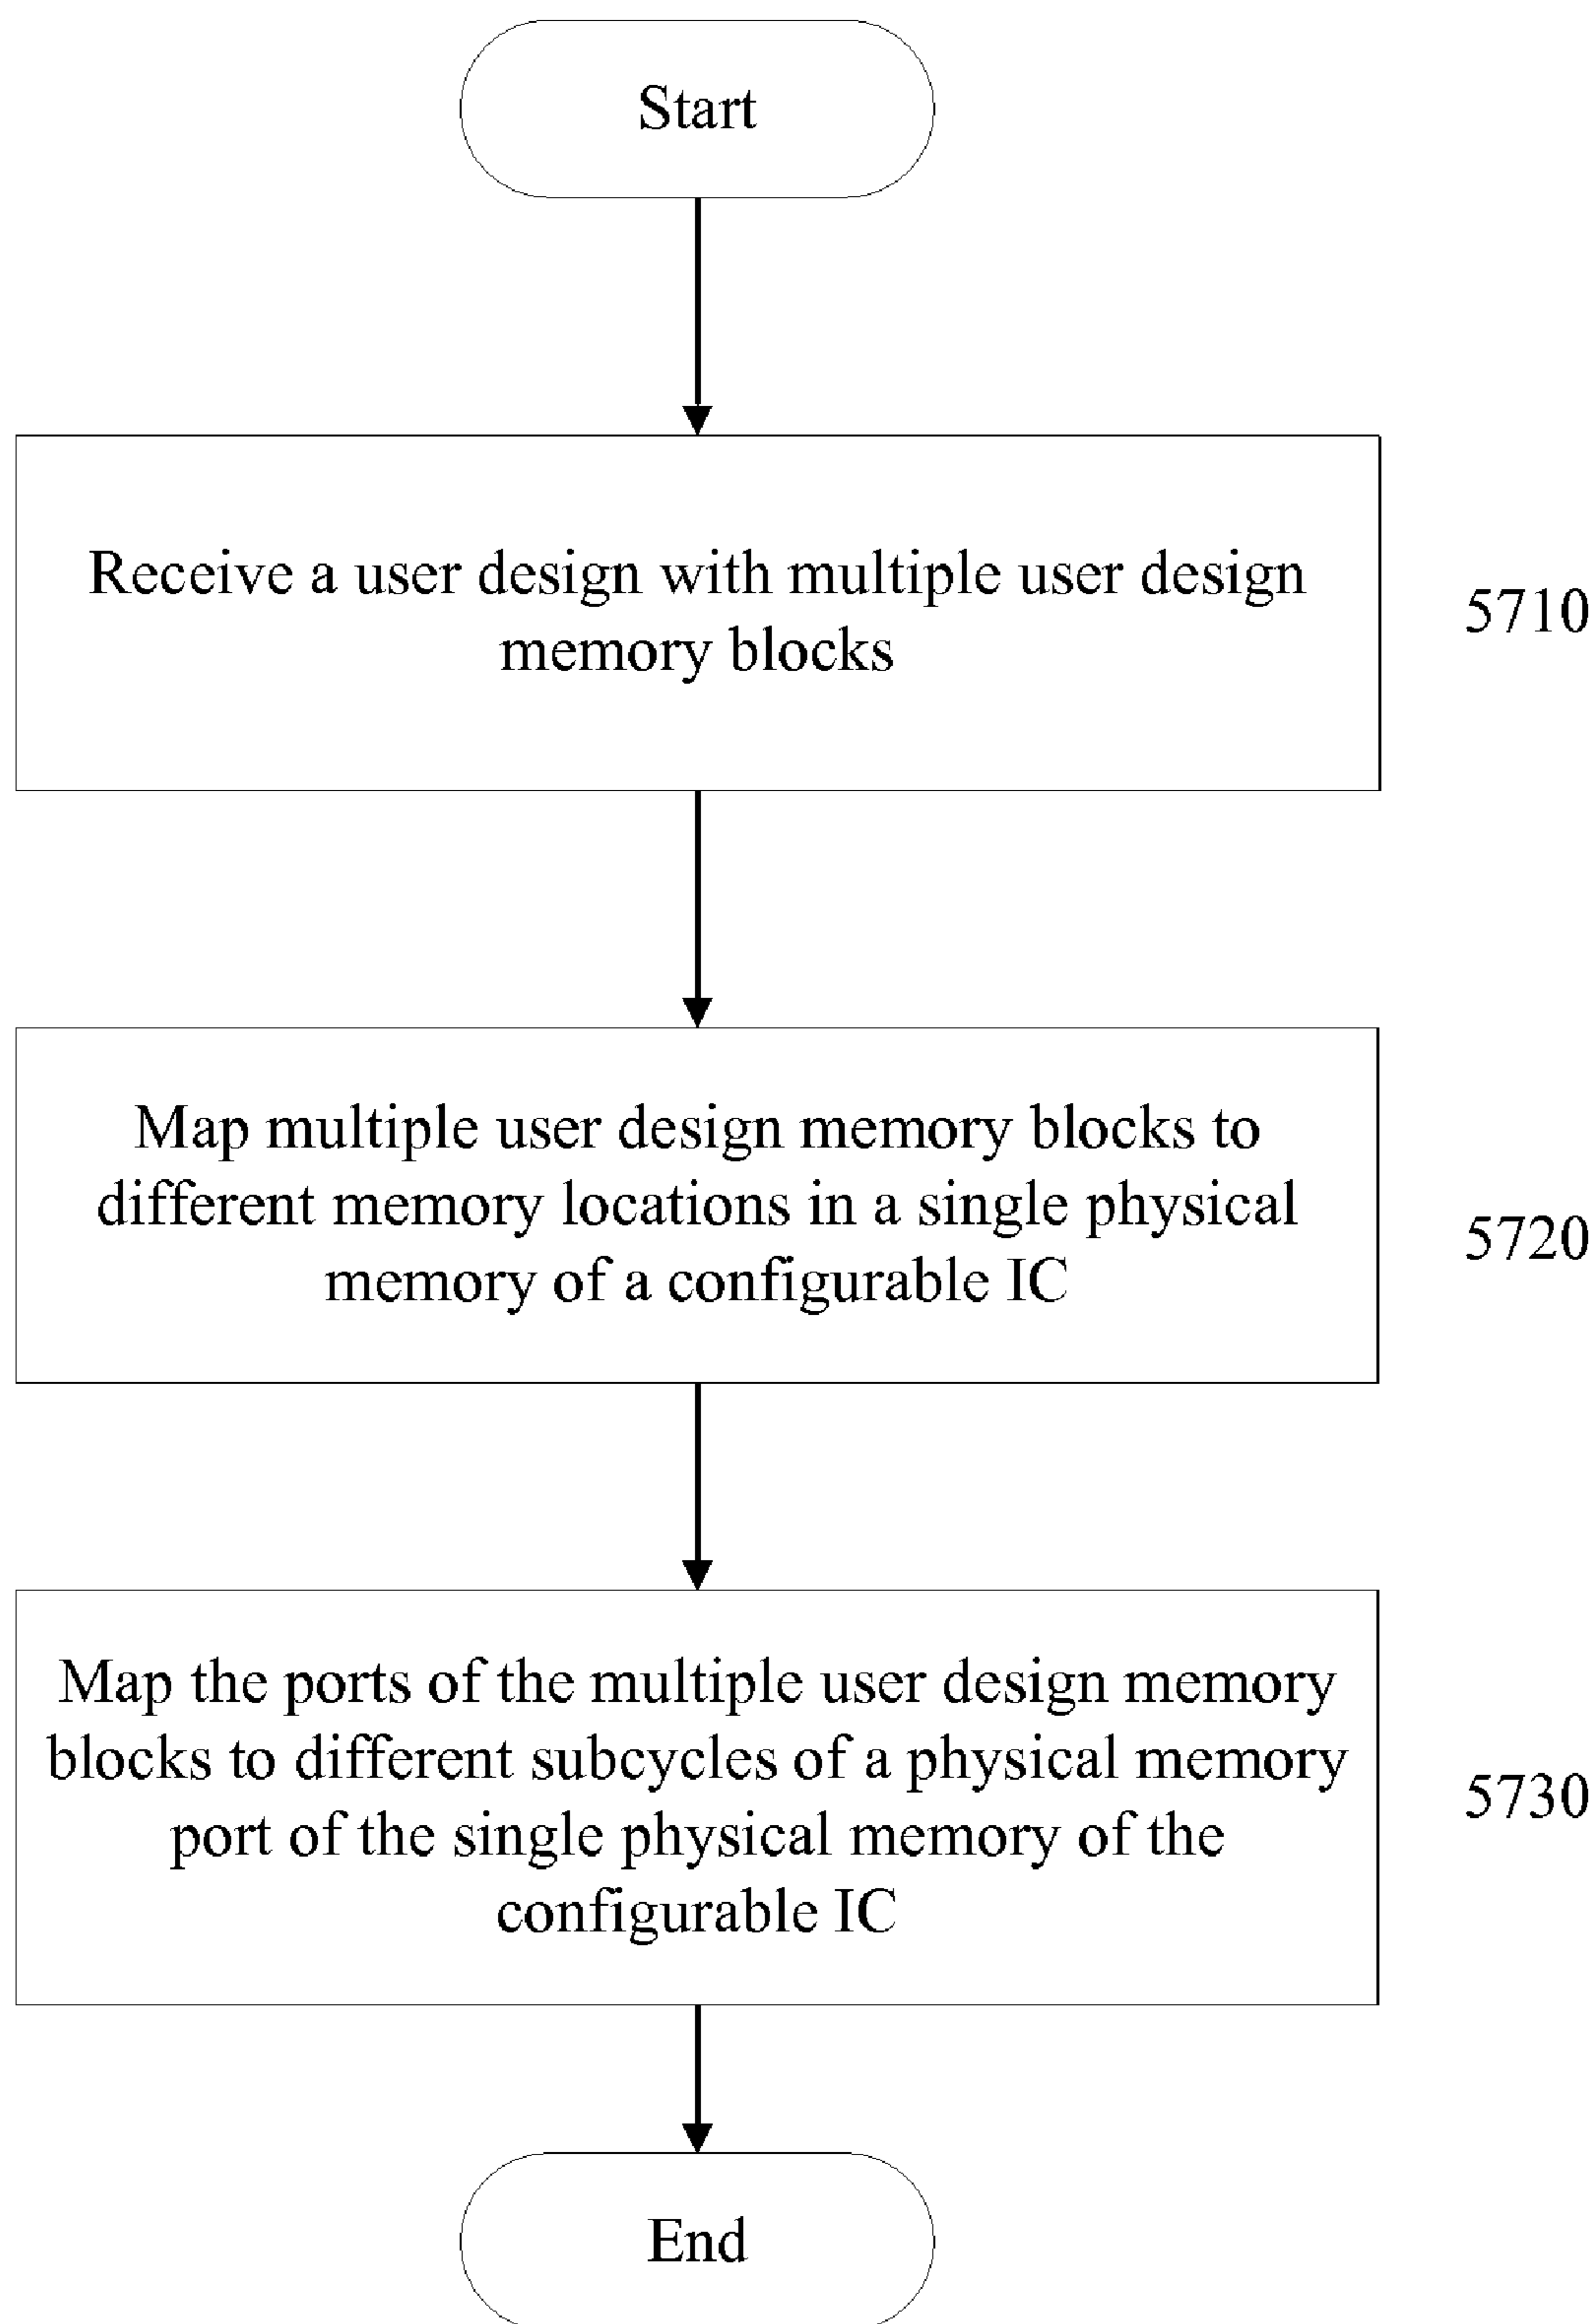 Start
Receive a user design with multiple user design
memory blocks
5710
Map multiple user design memory blocks to
different memory locations in a single physical
memory of a configurable IC
5720
Map the ports of the multiple user design memory
blocks to different subcycles of a physical memory
port of the single physical memory of the
configurable IC
5730
End